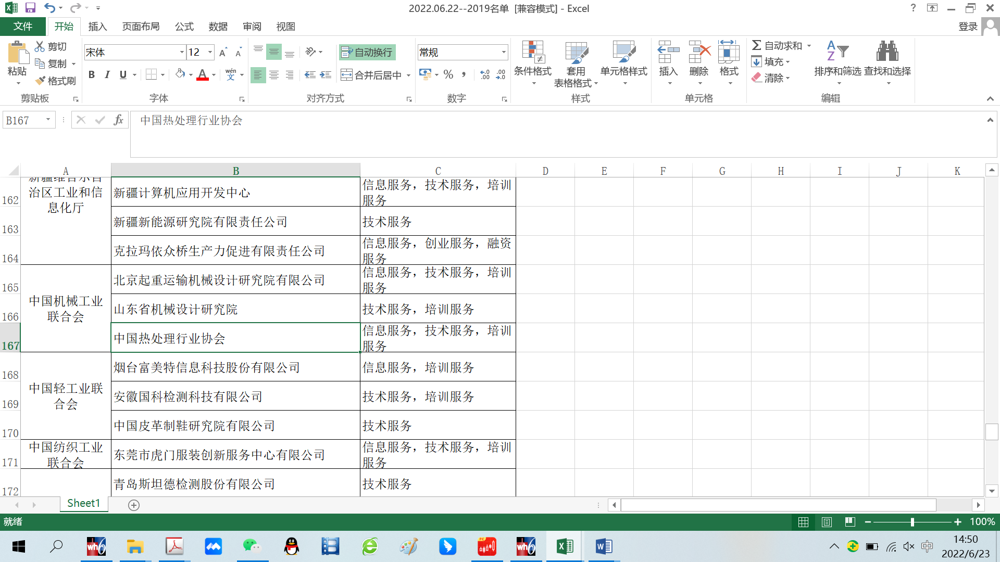 2022.06.22--2019名单 [兼容模式] - Excel
?
文件 开始 插入 页面布局 公式 数据 审阅 视图 登录
粘贴 剪切 复制 格式刷
宋体 12 自动换行 常规
B I U A wén 文 合并后居中 %
条件格式 套用 表格格式 单元格样式 插入 删除 格式
自动求和 填充 清除 排序和筛选 查找和选择
剪贴板 字体 对齐方式 数字 样式 单元格 编辑
B167 fx 中国热处理行业协会
A B C D E F G H I J K
新疆维吾尔自
治区工业和信
息化厅
162 新疆计算机应用开发中心 信息服务，技术服务，培训
服务
163 新疆新能源研究院有限责任公司 技术服务
164 克拉玛依众桥生产力促进有限责任公司 信息服务，创业服务，融资
服务
中国机械工业
联合会
165 北京起重运输机械设计研究院有限公司 信息服务，技术服务，培训
服务
166 山东省机械设计研究院 技术服务，培训服务
167 中国热处理行业协会 信息服务，技术服务，培训
服务
中国轻工业联
合会
168 烟台富美特信息科技股份有限公司 信息服务，培训服务
169 安徽国科检测科技有限公司 技术服务，培训服务
170 中国皮革制鞋研究院有限公司 技术服务
中国纺织工业
联合会
171 东莞市虎门服装创新服务中心有限公司 信息服务，技术服务，培训
服务
172 青岛斯坦德检测股份有限公司 技术服务
Sheet1
就绪 100%
wh6 wh6 中
14:50
2022/6/23